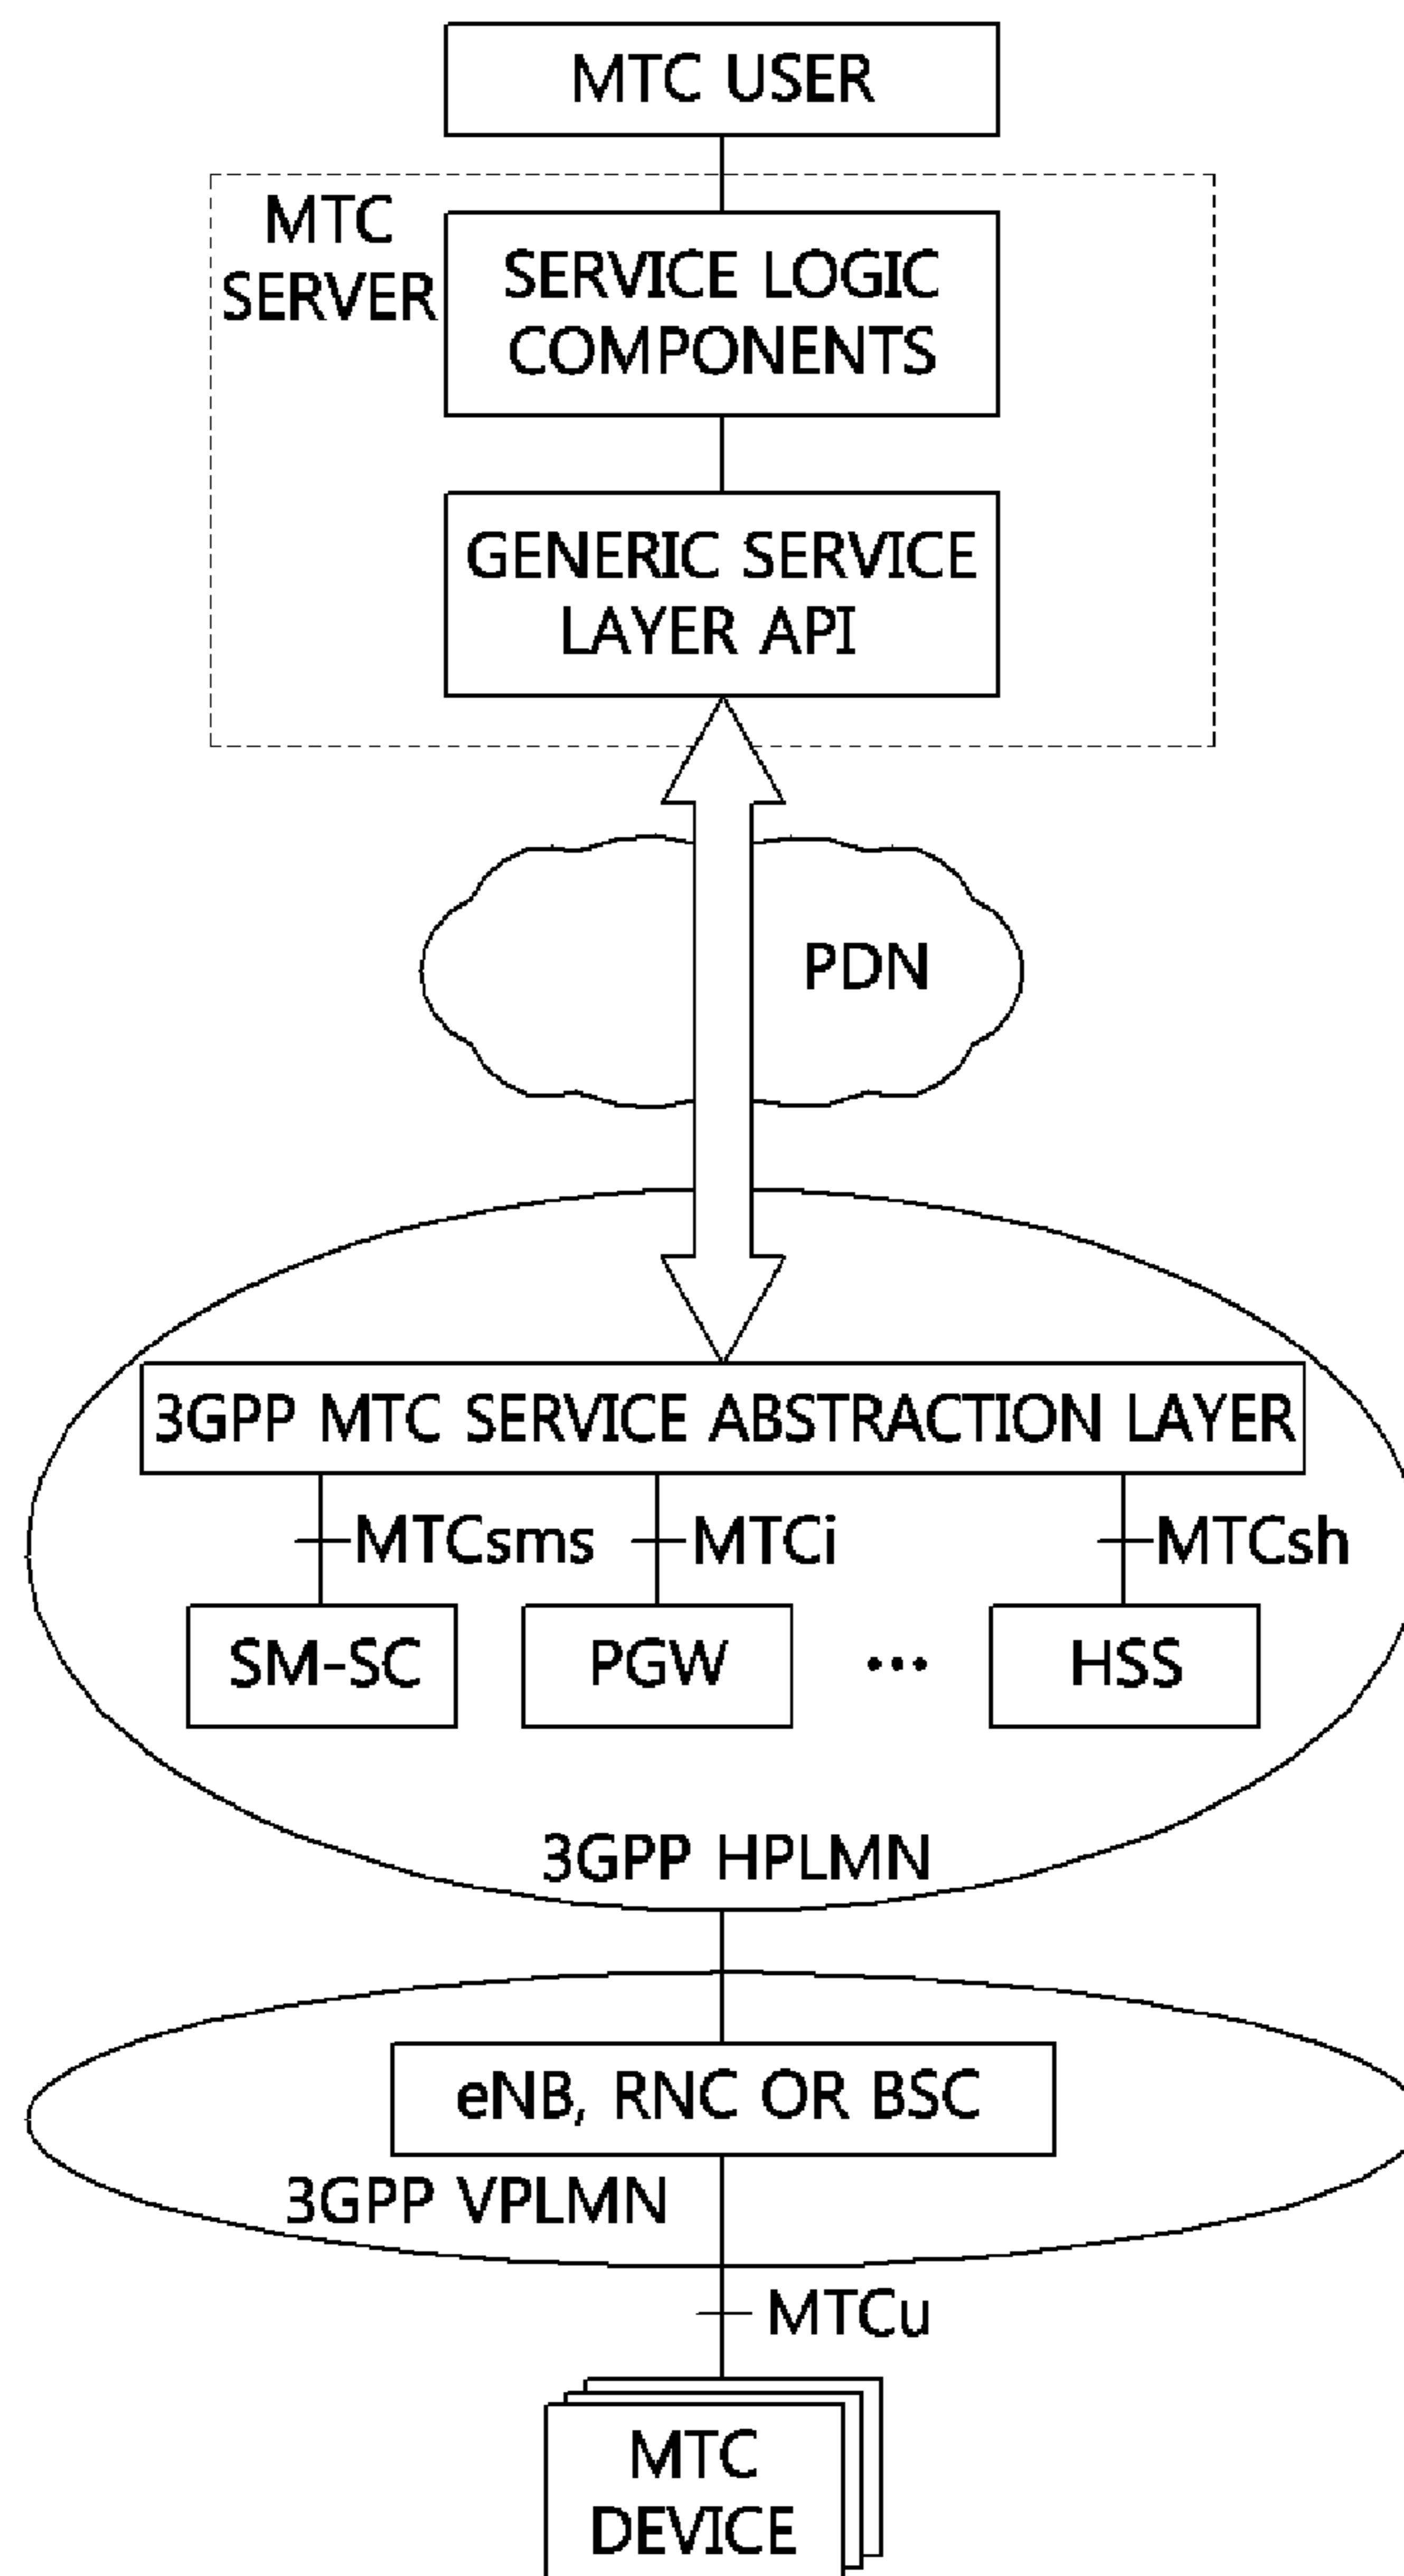 MTC USER
MTC
SERVER
SERVICE LOGIC
COMPONENTS
GENERIC SERVICE
LAYER API
PDN
3GPP MTC SERVICE ABSTRACTION LAYER
MTCsms
MTCi
MTCsh
SM-SC
PGW
•••
HSS
3GPP HPLMN
eNB, RNC OR BSC
3GPP VPLMN
MTCu
MTC
DEVICE